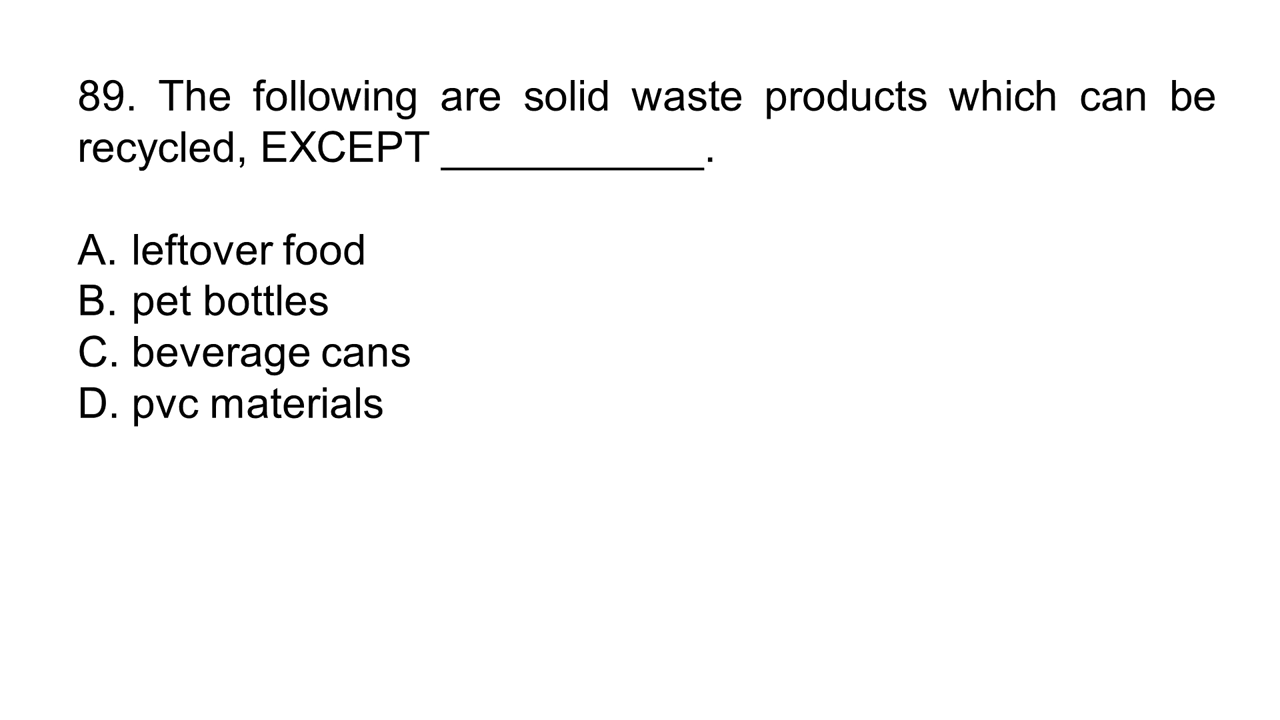 89. The following are solid waste products which can be
recycled, EXCEPT ___________.
A. leftover food
B. pet bottles
C. beverage cans
D. pvc materials